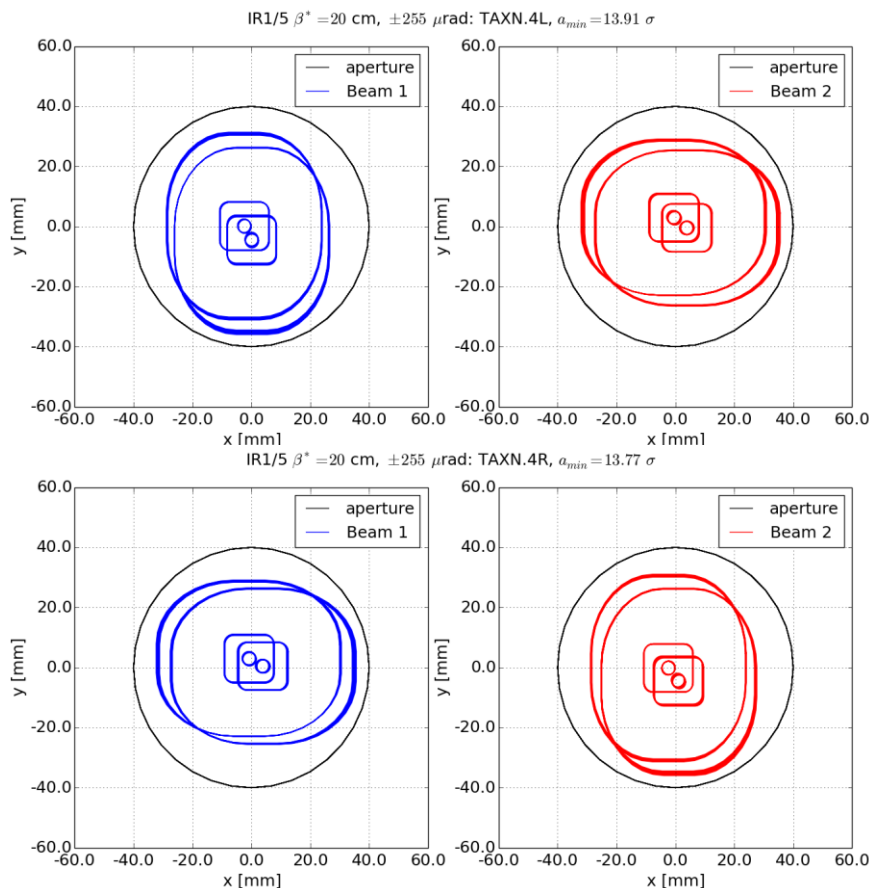 IR1/5 β* =20 cm, ±255 μrad: TAXN.4L, a_min=13.91 σ
60.0
40.0
20.0
0.0
-20.0
-40.0
-60.0
y [mm]
-60.0 -40.0 -20.0 0.0 20.0 40.0 60.0
x [mm]
aperture
Beam 1
60.0
40.0
20.0
0.0
-20.0
-40.0
-60.0
y [mm]
-60.0 -40.0 -20.0 0.0 20.0 40.0 60.0
x [mm]
aperture
Beam 2
IR1/5 β* =20 cm, ±255 μrad: TAXN.4R, a_min=13.77 σ
60.0
40.0
20.0
0.0
-20.0
-40.0
-60.0
y [mm]
-60.0 -40.0 -20.0 0.0 20.0 40.0 60.0
x [mm]
aperture
Beam 1
60.0
40.0
20.0
0.0
-20.0
-40.0
-60.0
y [mm]
-60.0 -40.0 -20.0 0.0 20.0 40.0 60.0
x [mm]
aperture
Beam 2